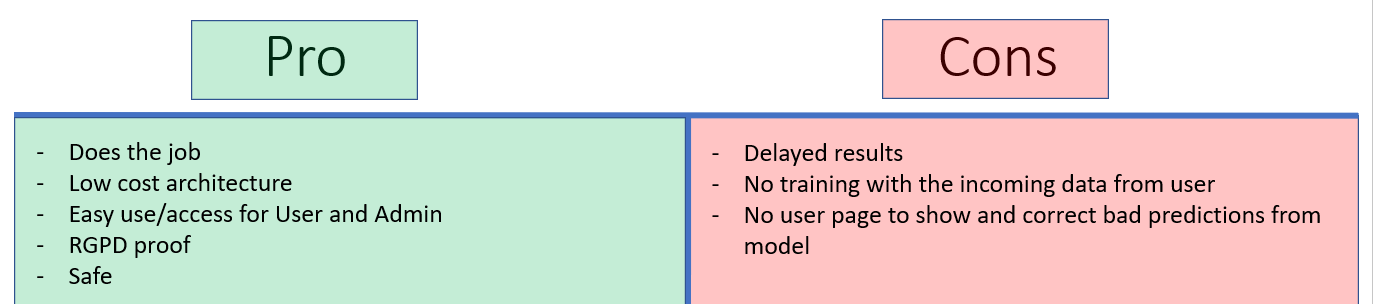 Pro
Cons
- Does the job
- Low cost architecture
- Easy use/access for User and Admin
- RGPD proof
- Safe
- Delayed results
- No training with the incoming data from user
- No user page to show and correct bad predictions from
model